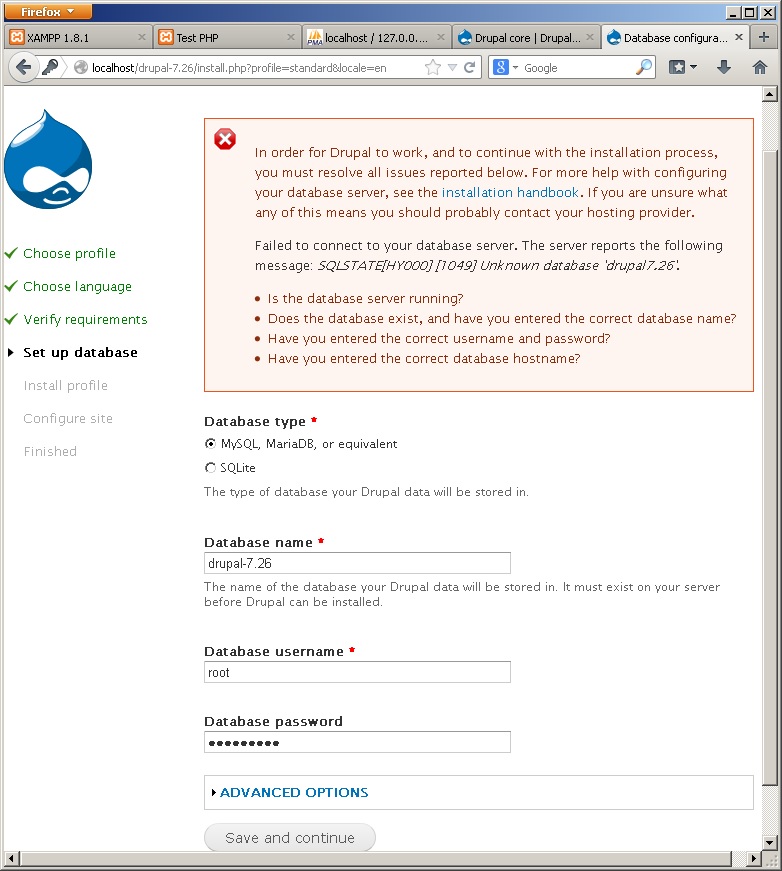 Firefox
XAMPP 1.8.1
Test PHP
PMA
localhost / 127.0.0....
Drupal core | Drupal...
Database configura...
localhost/drupal-7.26/install.php?profile=standard&locale=en
Google
In order for Drupal to work, and to continue with the installation process,
you must resolve all issues reported below. For more help with configuring
your database server, see the installation handbook. If you are unsure what
any of this means you should probably contact your hosting provider.
Failed to connect to your database server. The server reports the following
message: SQLSTATE[HY000] [1049] Unknown database 'drupal7.26'.
• Is the database server running?
• Does the database exist, and have you entered the correct database name?
• Have you entered the correct username and password?
• Have you entered the correct database hostname?
Choose profile
Choose language
Verify requirements
Set up database
Install profile
Configure site
Finished
Database type *
MySQL, MariaDB, or equivalent
SQLite
The type of database your Drupal data will be stored in.
Database name *
drupal-7.26
The name of the database your Drupal data will be stored in. It must exist on your server
before Drupal can be installed.
Database username *
root
Database password
•••••••••
ADVANCED OPTIONS
Save and continue